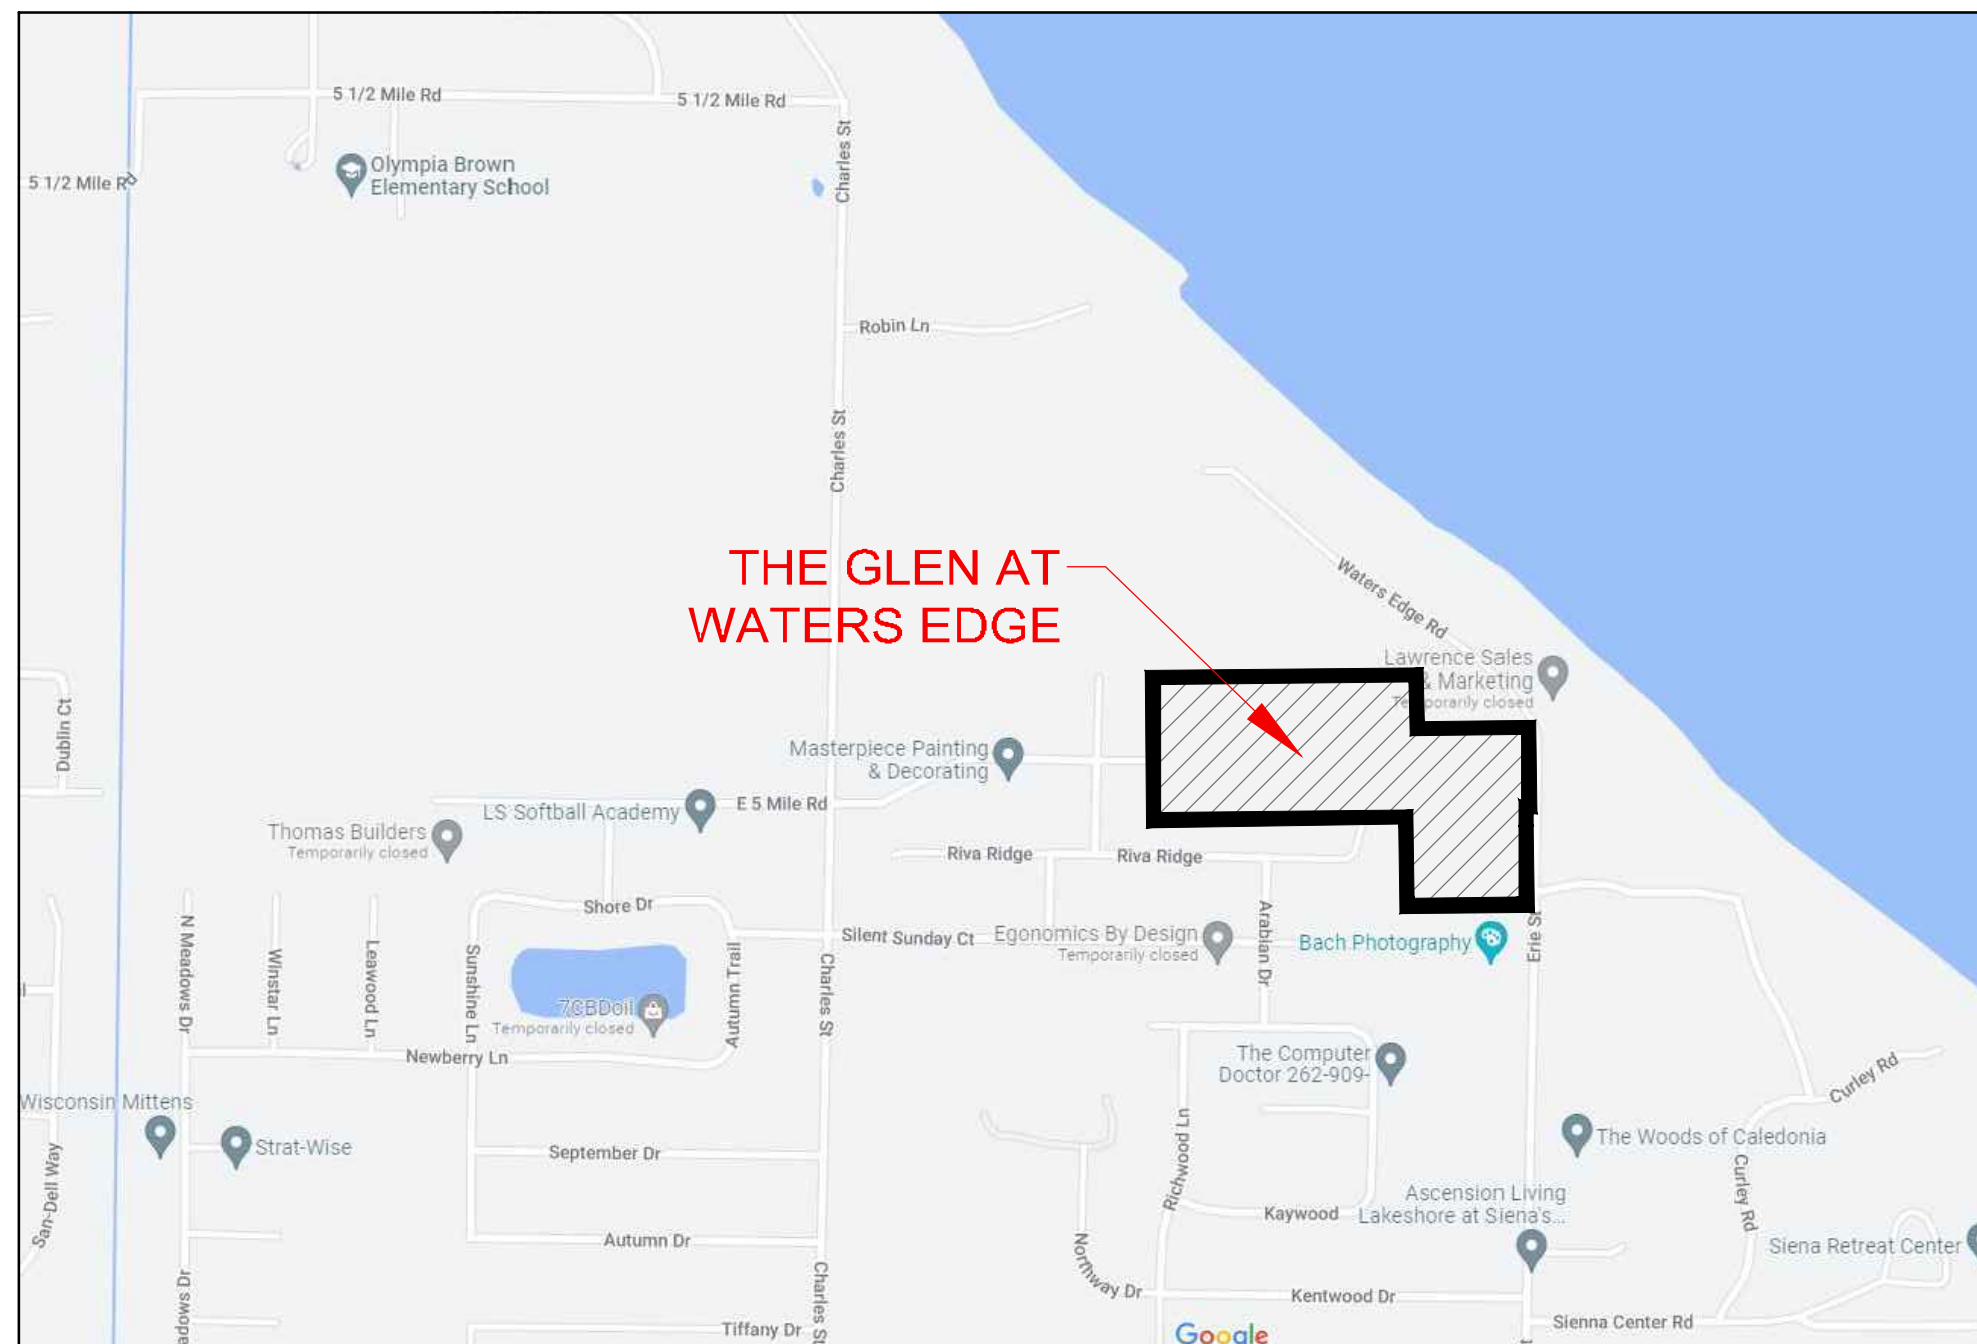 5 1/2 Mile Rd
5 1/2 Mile Rd
5 1/2 Mile Rd
Olympia Brown
Elementary School
Charles St
Robin Ln
Charles St
THE GLEN AT
WATERS EDGE
Waters Edge Rd
Lawrence Sales
& Marketing
Temporarily closed
Dublin Ct
Masterpiece Painting
& Decorating
E 5 Mile Rd
LS Softball Academy
Thomas Builders
Temporarily closed
Riva Ridge
Riva Ridge
Shore Dr
N Meadows Dr
Winstar Ln
Leawood Ln
Sunshine Ln
Autumn Trail
Charles St
Silent Sunday Ct
Egonomics By Design
Temporarily closed
Arabian Dr
Bach Photography
Erie St
7CBDoil
Temporarily closed
Newberry Ln
The Computer
Doctor 262-909-
Curley Rd
Wisconsin Mittens
Strat-Wise
September Dr
Richwood Ln
The Woods of Caledonia
San-Dell Way
Curley Rd
Ascension Living
Lakeshore at Siena's...
Kaywood
Autumn Dr
Northway Dr
Siena Retreat Center
adows Dr
Charles St
Kentwood Dr
Tiffany Dr
Google
Sienna Center Rd